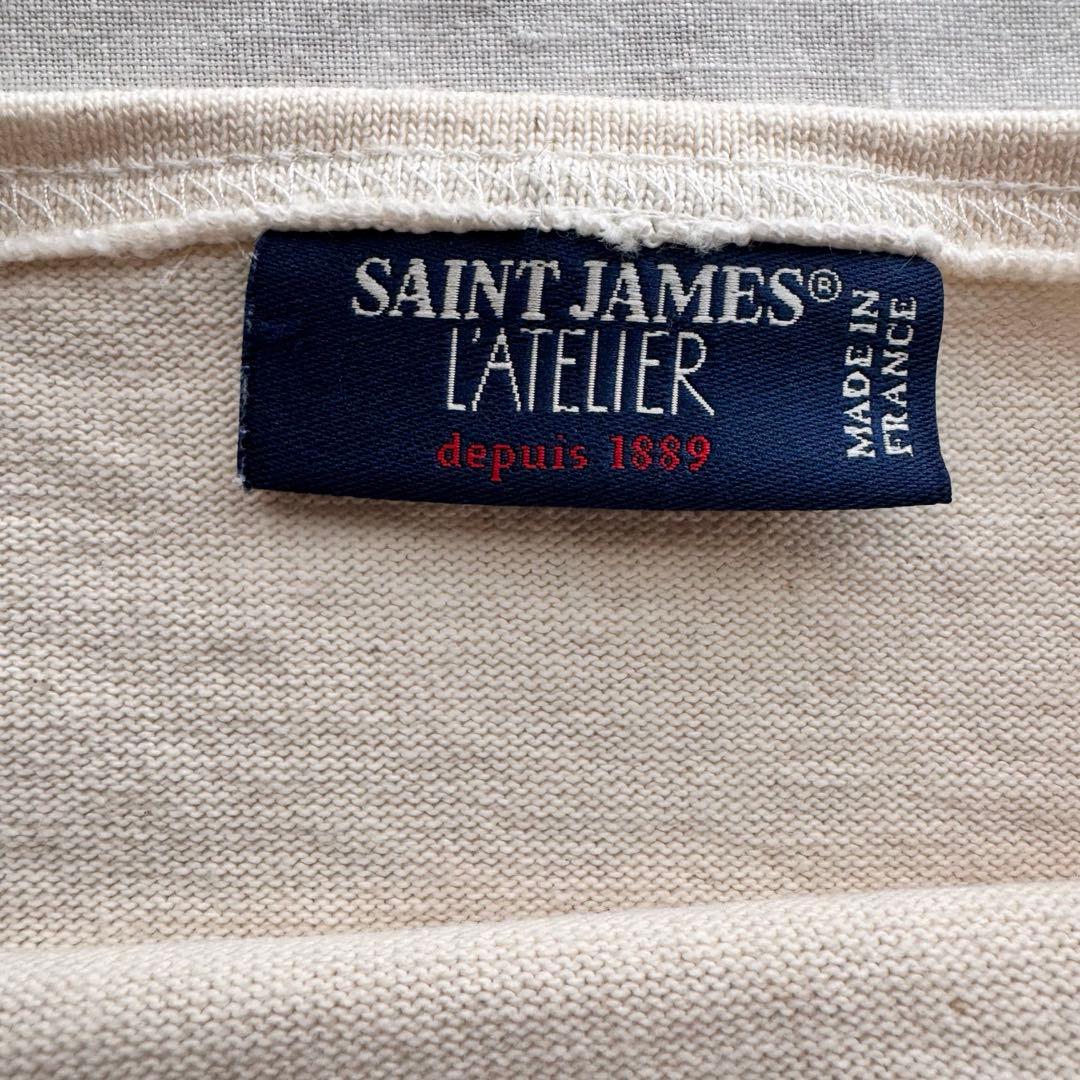 SAINT JAMES®
L'ATELIER
depuis 1889
MADE IN
FRANCE